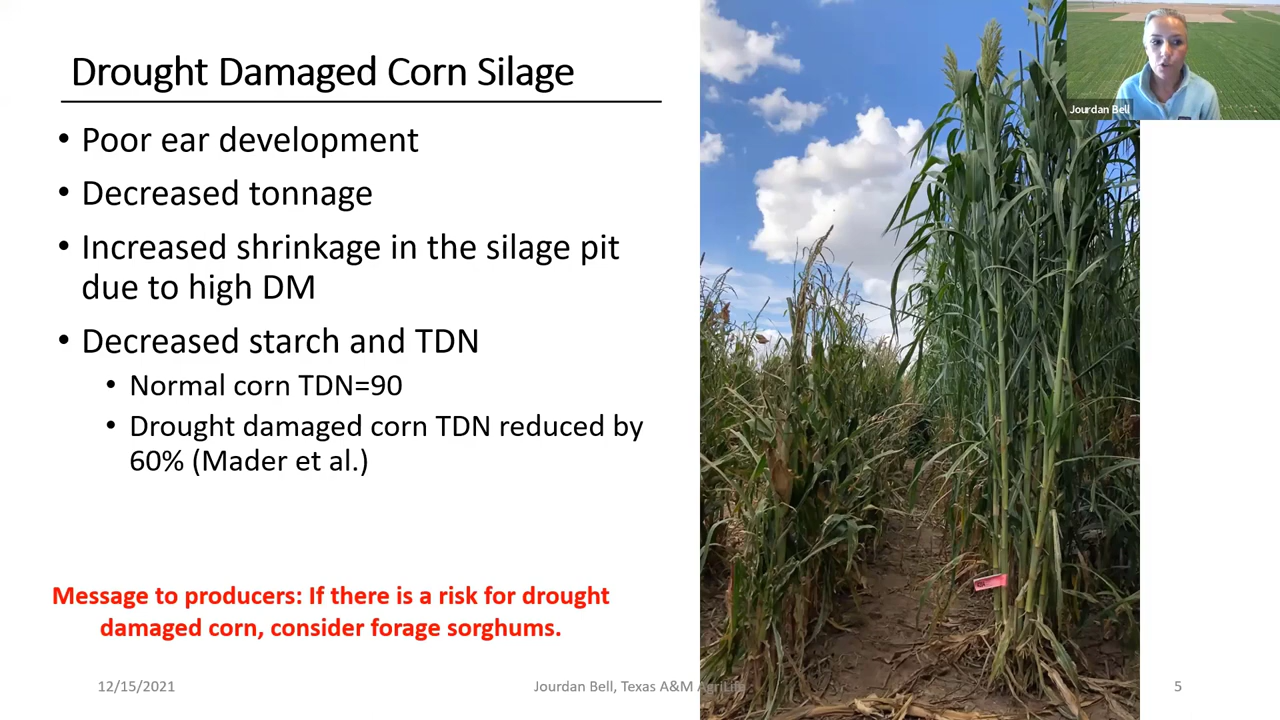 Drought Damaged Corn Silage
• Poor ear development
• Decreased tonnage
• Increased shrinkage in the silage pit
due to high DM
• Decreased starch and TDN
• Normal corn TDN=90
• Drought damaged corn TDN reduced by
60% (Mader et al.)
Message to producers: If there is a risk for drought
damaged corn, consider forage sorghums.
Jourdan Bell
12/15/2021
Jourdan Bell, Texas A&M AgriLife
5